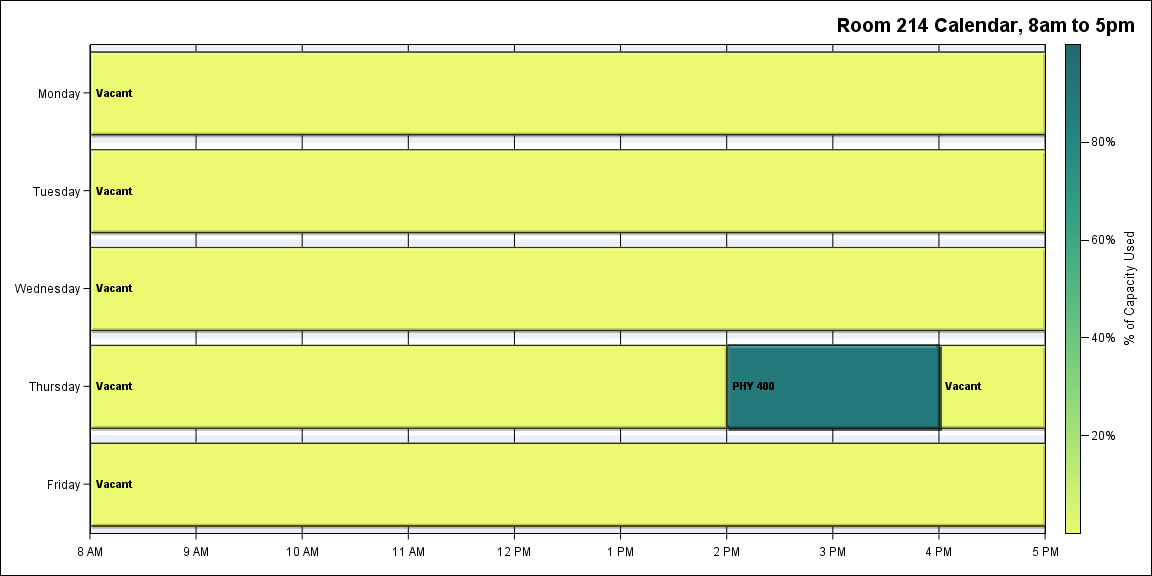 Room 214 Calendar, 8am to 5pm
Monday
Vacant
Tuesday
Vacant
Wednesday
Vacant
Thursday
Vacant
PHY 400
Vacant
Friday
Vacant
8 AM
9 AM
10 AM
11 AM
12 PM
1 PM
2 PM
3 PM
4 PM
5 PM
80%
60%
40%
20%
% of Capacity Used